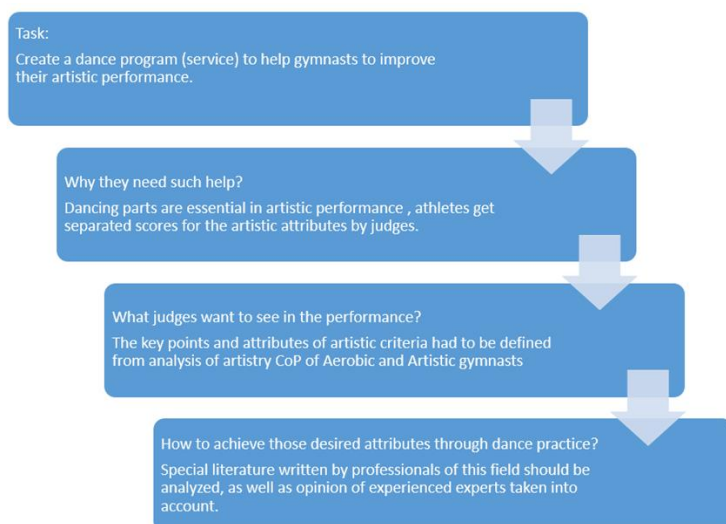 Task:
Create a dance program (service) to help gymnasts to improve
their artistic performance.
Why they need such help?
Dancing parts are essential in artistic performance , athletes get
separated scores for the artistic attributes by judges.
What judges want to see in the performance?
The key points and attributes of artistic criteria had to be defined
from analysis of artistry CoP of Aerobic and Artistic gymnasts
How to achieve those desired attributes through dance practice?
Special literature written by professionals of this field should be
analyzed, as well as opinion of experienced experts taken into
account.